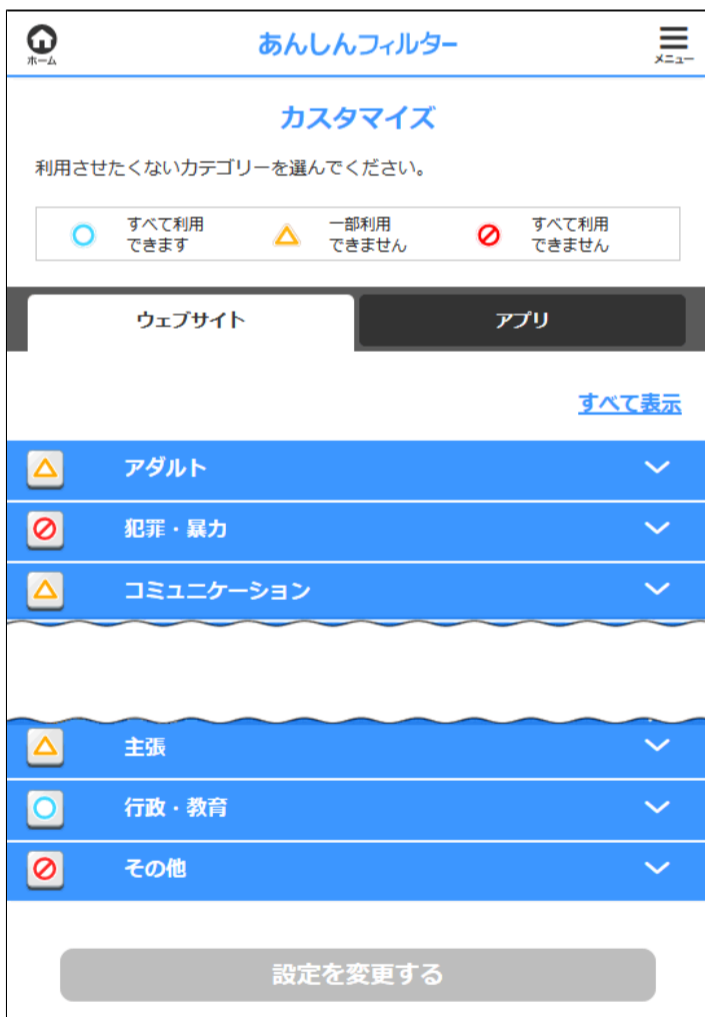 ホーム
あんしんフィルター
メニュー
カスタマイズ
利用させたくないカテゴリーを選んでください。
すべて利用
できます
一部利用
できません
すべて利用
できません
ウェブサイト
アプリ
すべて表示
アダルト
犯罪・暴力
コミュニケーション
主張
行政・教育
その他
設定を変更する